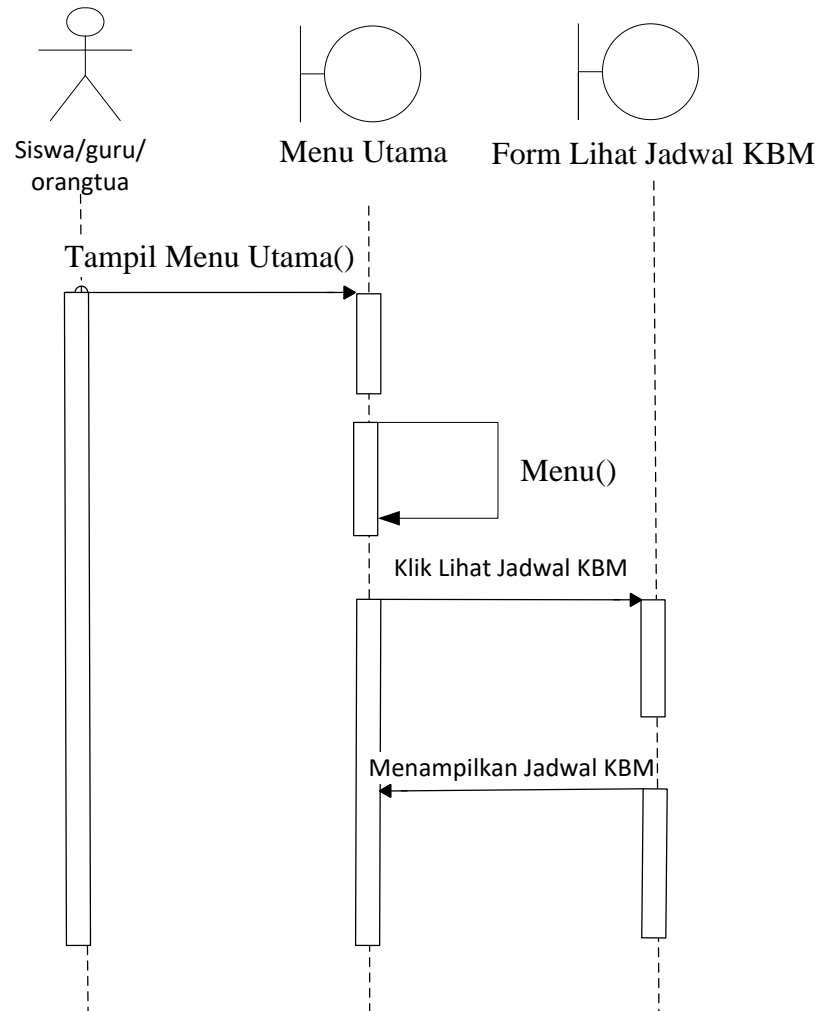 Siswa/guru/
orangtua
Menu Utama
Form Lihat Jadwal KBM
Tampil Menu Utama()
Menu()
Klik Lihat Jadwal KBM
Menampilkan Jadwal KBM